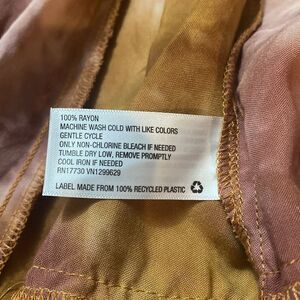 100% RAYON
MACHINE WASH COLD WITH LIKE COLORS
GENTLE CYCLE
ONLY NON-CHLORINE BLEACH IF NEEDED
TUMBLE DRY LOW, REMOVE PROMPTLY
COOL IRON IF NEEDED
RN17730 VN1299629
LABEL MADE FROM 100% RECYCLED PLASTIC